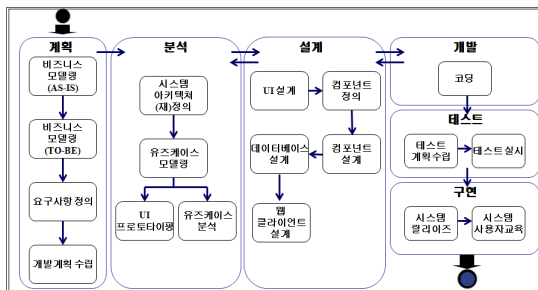 계획
비즈니스
모델링
(AS-IS)
비즈니스
모델링
(TO-BE)
요구사항 정의
개발계획 수립
분석
시스템
아키텍쳐
(재)정의
유즈케이스
모델링
UI
프로토타이핑
유즈케이스
분석
설계
UI 설계
컴포넌트
정의
데이터베이스
설계
컴포넌트
설계
웹
클라이언트
설계
개발
코딩
테스트
테스트
계획수립
테스트실시
구현
시스템
릴리이즈
시스템
사용자교육